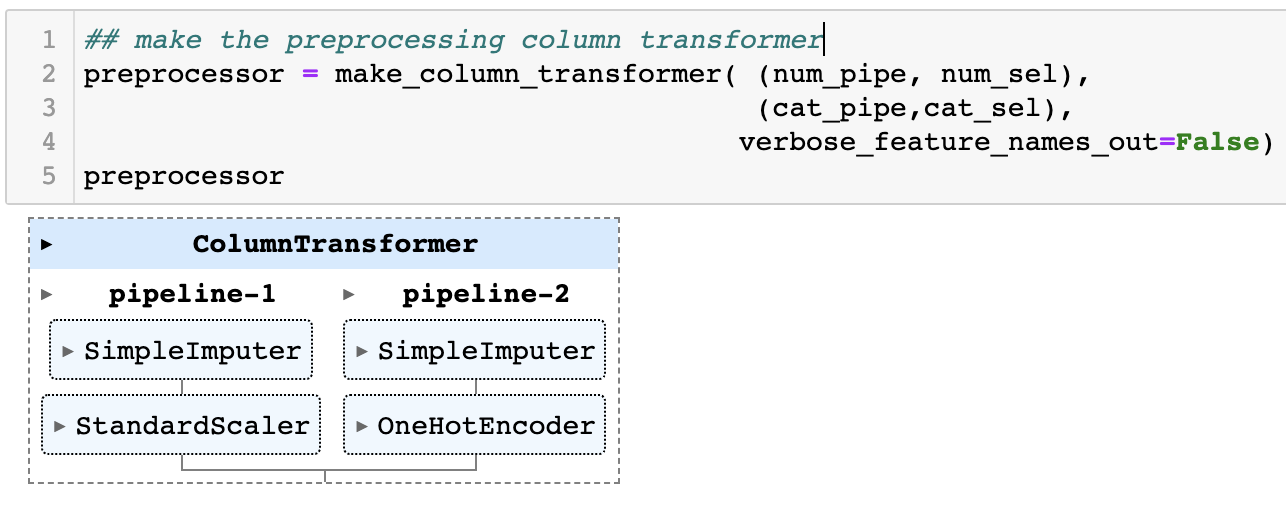 1 ## make the preprocessing column transformer
2 preprocessor = make_column_transformer( (num_pipe, num_sel),
3 (cat_pipe,cat_sel),
4 verbose_feature_names_out=False)
5 preprocessor
▸ ColumnTransformer
▸ pipeline-1 ▸ pipeline-2
▸ SimpleImputer ▸ SimpleImputer
▸ StandardScaler ▸ OneHotEncoder